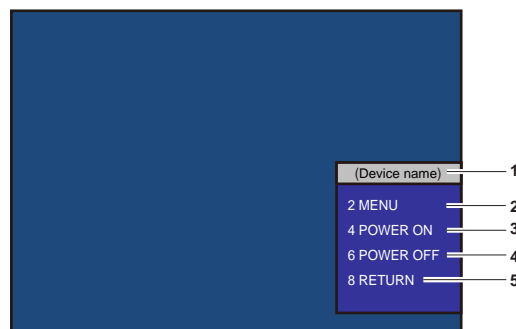 (Device name) 1
2 MENU 2
4 POWER ON 3
6 POWER OFF 4
8 RETURN 5